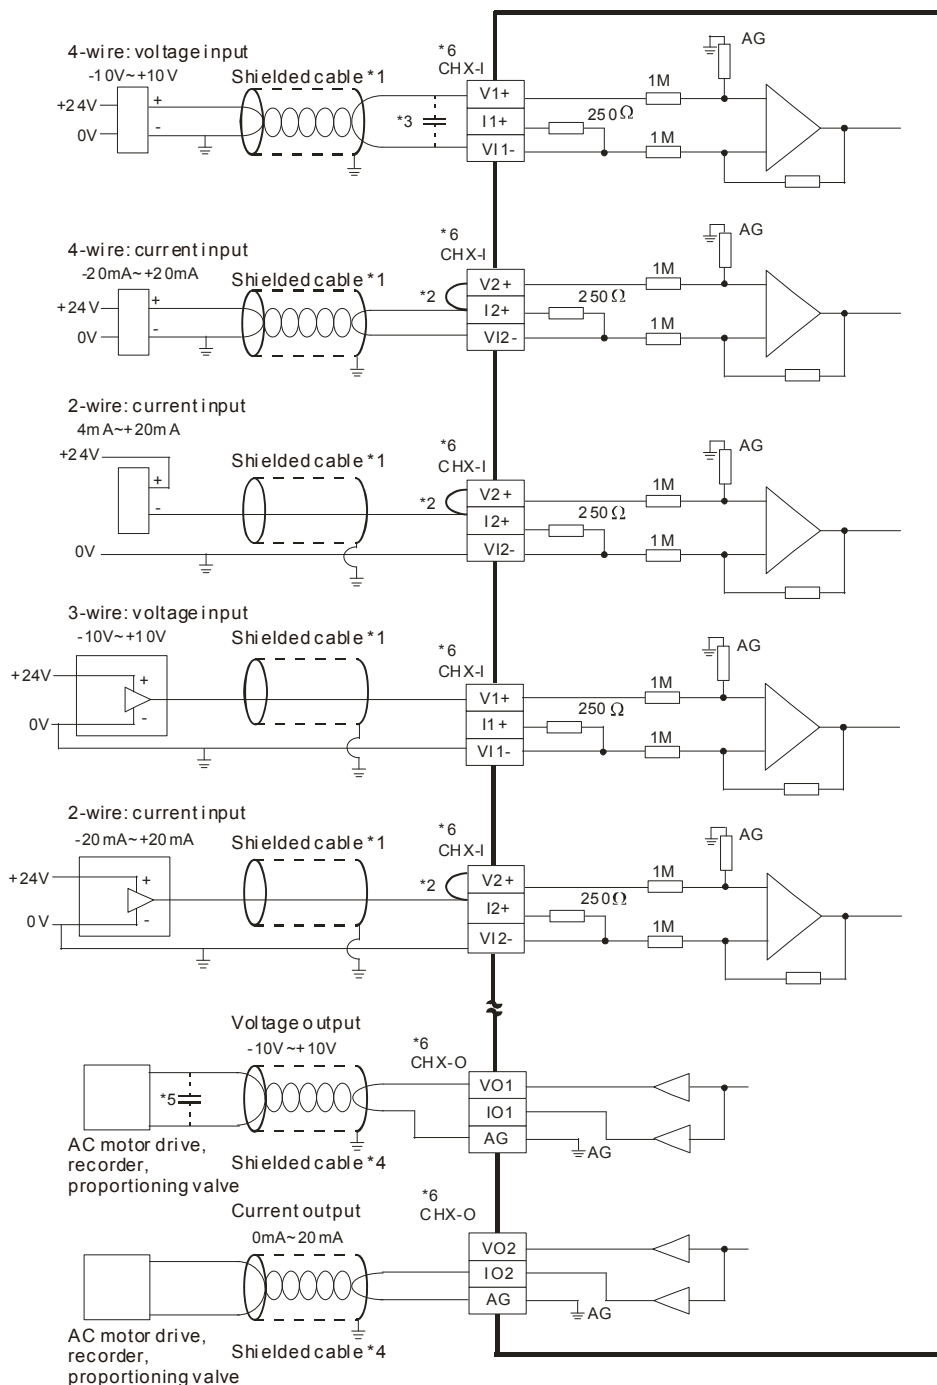 4-wire: voltage input
-10V~+10V
+24V
0V
+
-
Shielded cable *1
*3
*6
CHX-I
V1+
I1+
VI1-
250Ω
1M
1M
AG
4-wire: current input
-20mA~+20mA
+24V
0V
+
-
Shielded cable *1
*2
*6
CHX-I
V2+
I2+
VI2-
250Ω
1M
1M
AG
2-wire: current input
4mA~+20mA
+24V
+
-
0V
Shielded cable *1
*2
*6
CHX-I
V2+
I2+
VI2-
250Ω
1M
1M
AG
3-wire: voltage input
-10V~+10V
+24V
0V
+
-
Shielded cable *1
*6
CHX-I
V1+
I1+
VI1-
250Ω
1M
1M
AG
2-wire: current input
-20mA~+20mA
+24V
0V
+
-
Shielded cable *1
*2
*6
CHX-I
V2+
I2+
VI2-
250Ω
1M
1M
AG
Voltage output
-10V~+10V
*5
*6
CHX-O
VO1
IO1
AG
AG
AC motor drive,
recorder,
proportioning valve
Shielded cable *4
Current output
0mA~20mA
*6
CHX-O
VO2
IO2
AG
AG
AC motor drive,
recorder,
proportioning valve
Shielded cable *4